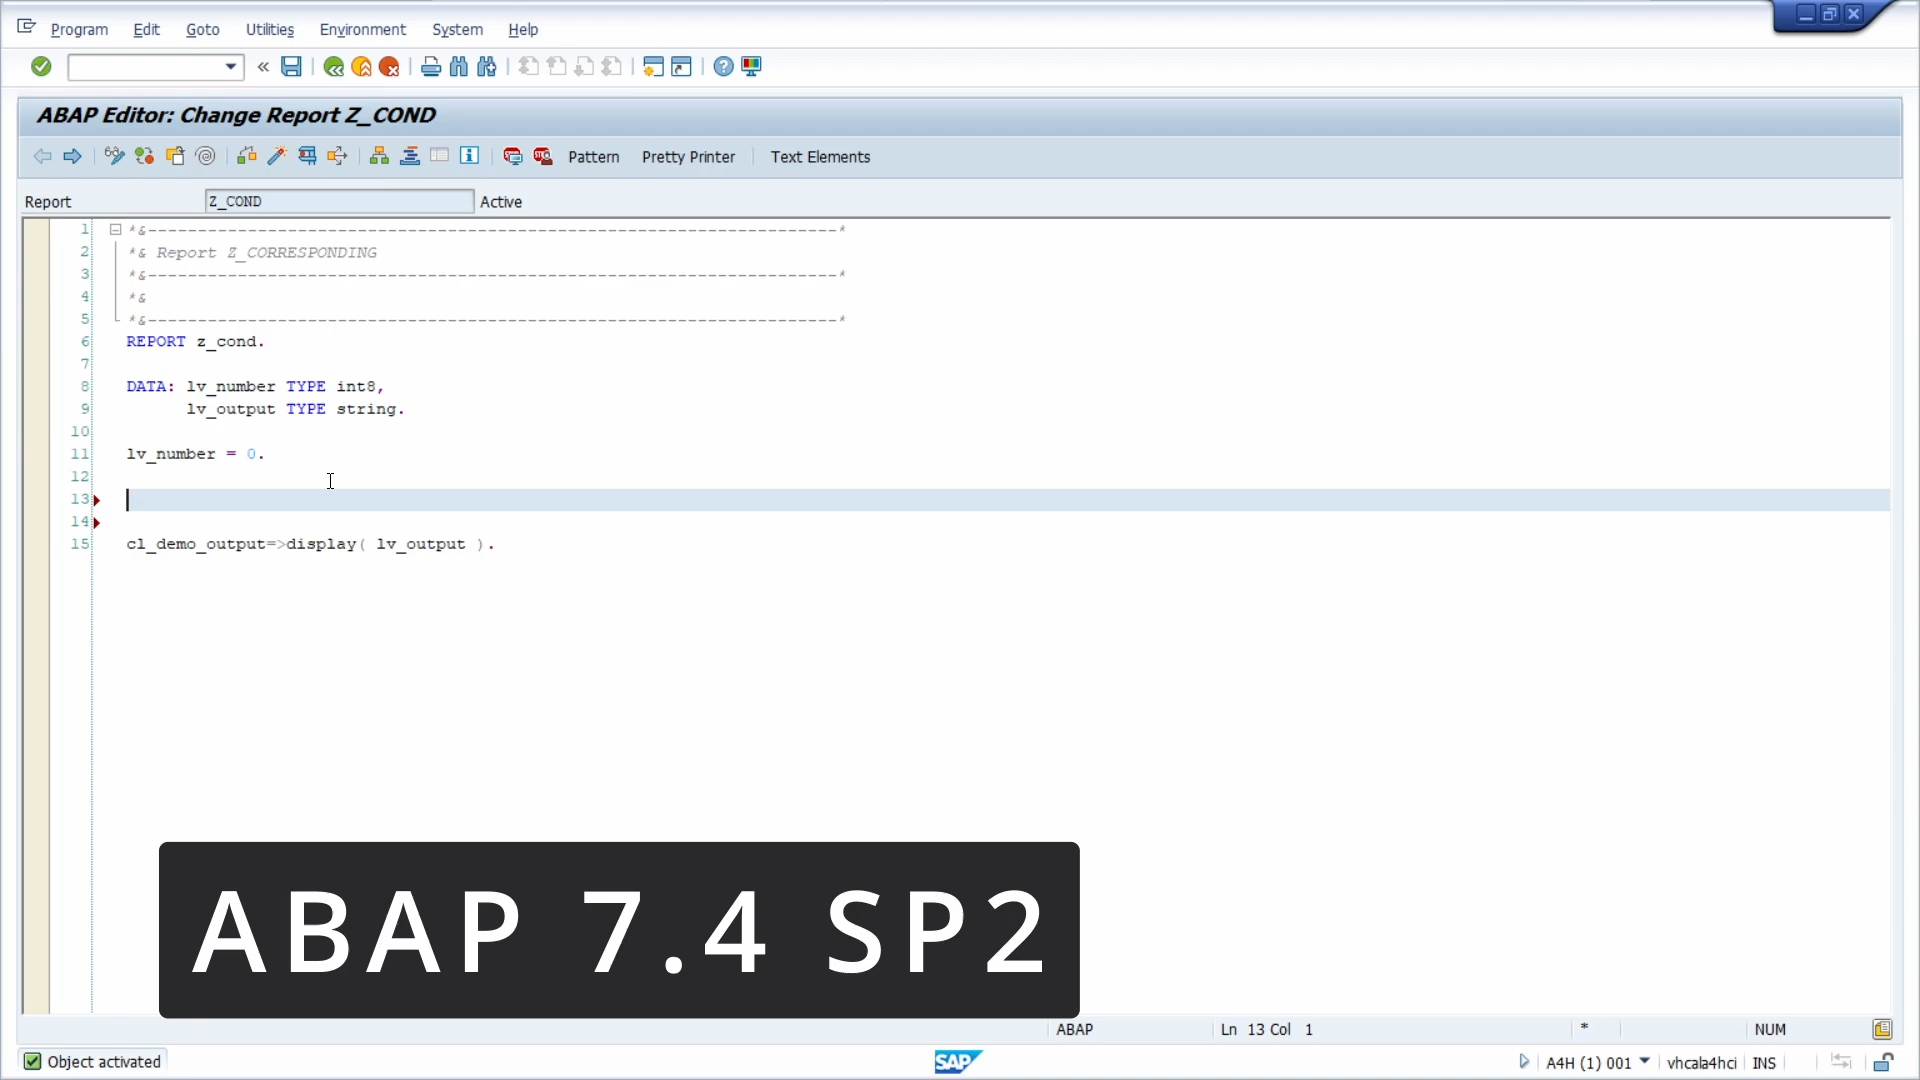 Program Edit Goto Utilities Environment System Help
ABAP Editor: Change Report Z_COND
Pattern Pretty Printer Text Elements
Report Z_COND Active
1 *&---------------------------------------------------------------------*
2 *& Report Z_CORRESPONDING
3 *&---------------------------------------------------------------------*
4 *&
5 *&---------------------------------------------------------------------*
6 REPORT z_cond.
7
8 DATA: lv_number TYPE int8,
9 lv_output TYPE string.
10
11 lv_number = 0.
12
13
14
15 cl_demo_output=>display( lv_output ).
ABAP 7.4 SP2
ABAP Ln 13 Col 1 * NUM
Object activated SAP A4H (1) 001 vhcala4hci INS